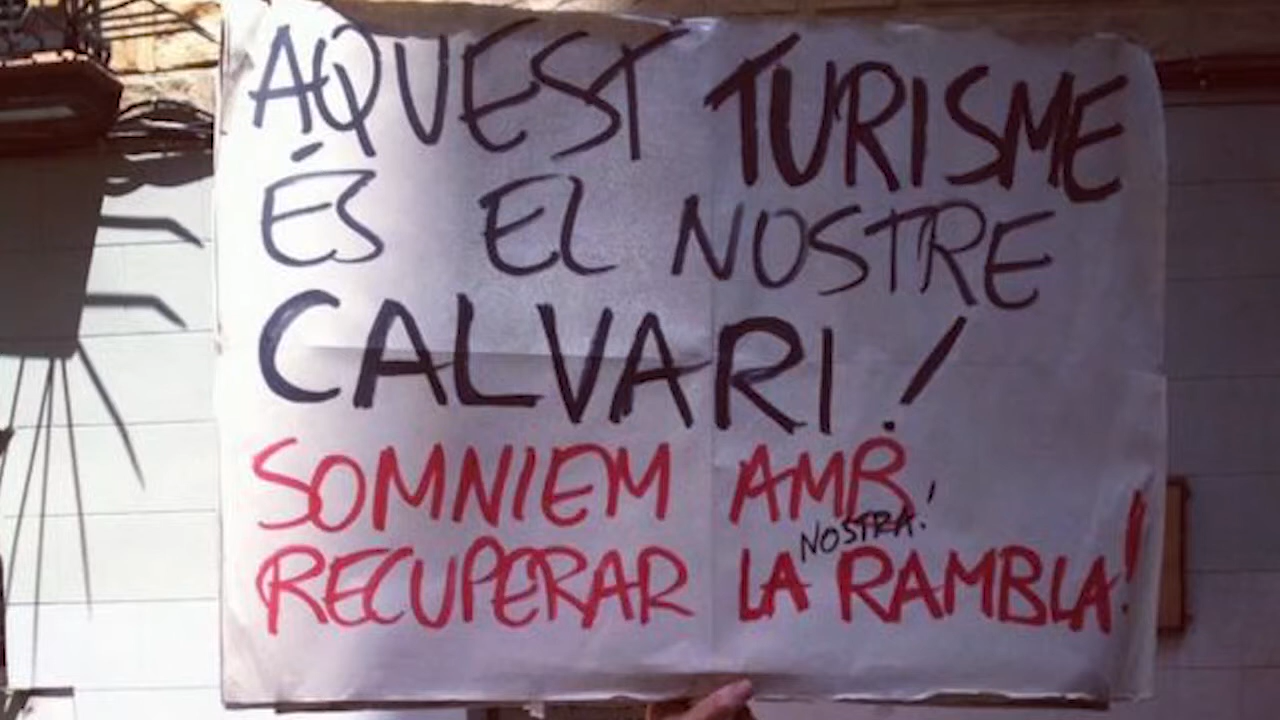 AQUEST TURISME
ÉS EL NOSTRE
CALVARI!
SOMNIEM AMB
NOSTRA!
RECUPERAR LA RAMBLA!